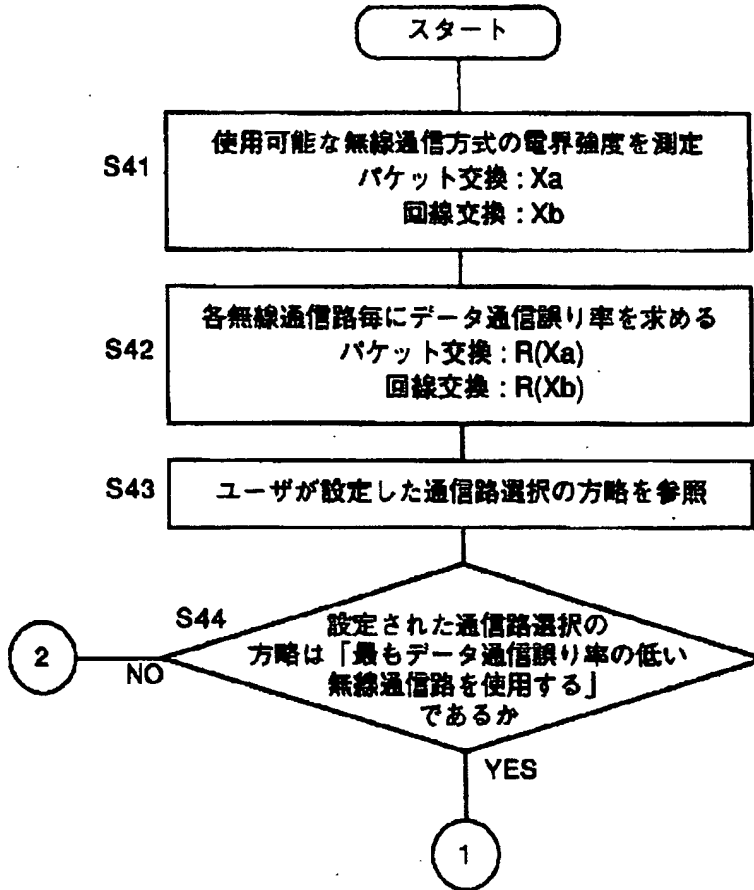 スタート
S41
使用可能な無線通信方式の電界強度を測定
パケット交換：Xa
回線交換：Xb
S42
各無線通信路毎にデータ通信誤り率を求める
パケット交換：R(Xa)
回線交換：R(Xb)
S43
ユーザが設定した通信路選択の方略を参照
S44
設定された通信路選択の
方略は「最もデータ通信誤り率の低い
無線通信路を使用する」
であるか
2
NO
YES
1